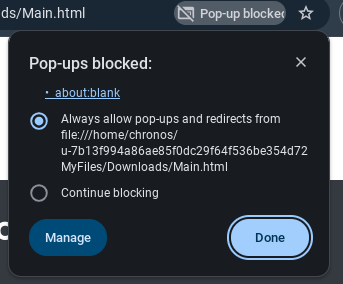 ds/Main.html
Pop-up blocked
Pop-ups blocked:
• about:blank
Always allow pop-ups and redirects from
file:///home/chronos/
u-7b13f994a86ae85f0dc29f64f536be354d72
MyFiles/Downloads/Main.html
Continue blocking
Manage
Done